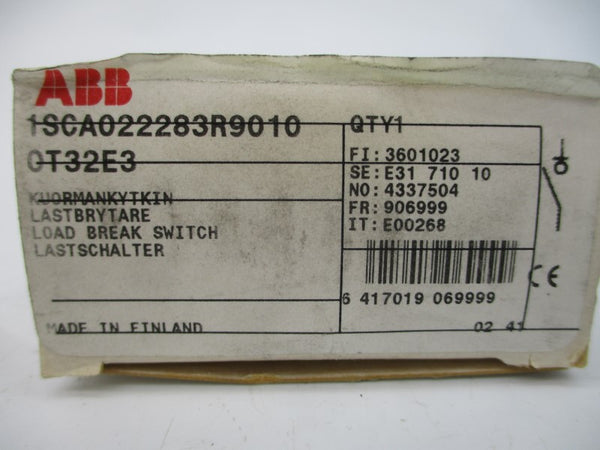 ABB
1SCA022283R9010
OT32E3
KUORMANKYTKIN
LASTBRYTARE
LOAD BREAK SWITCH
LASTSCHALTER
MADE IN FINLAND
QTY1
FI:3601023
SE:E31 710 10
NO:4337504
FR:906999
IT:E00268
6 417019 069999
CE
02 41